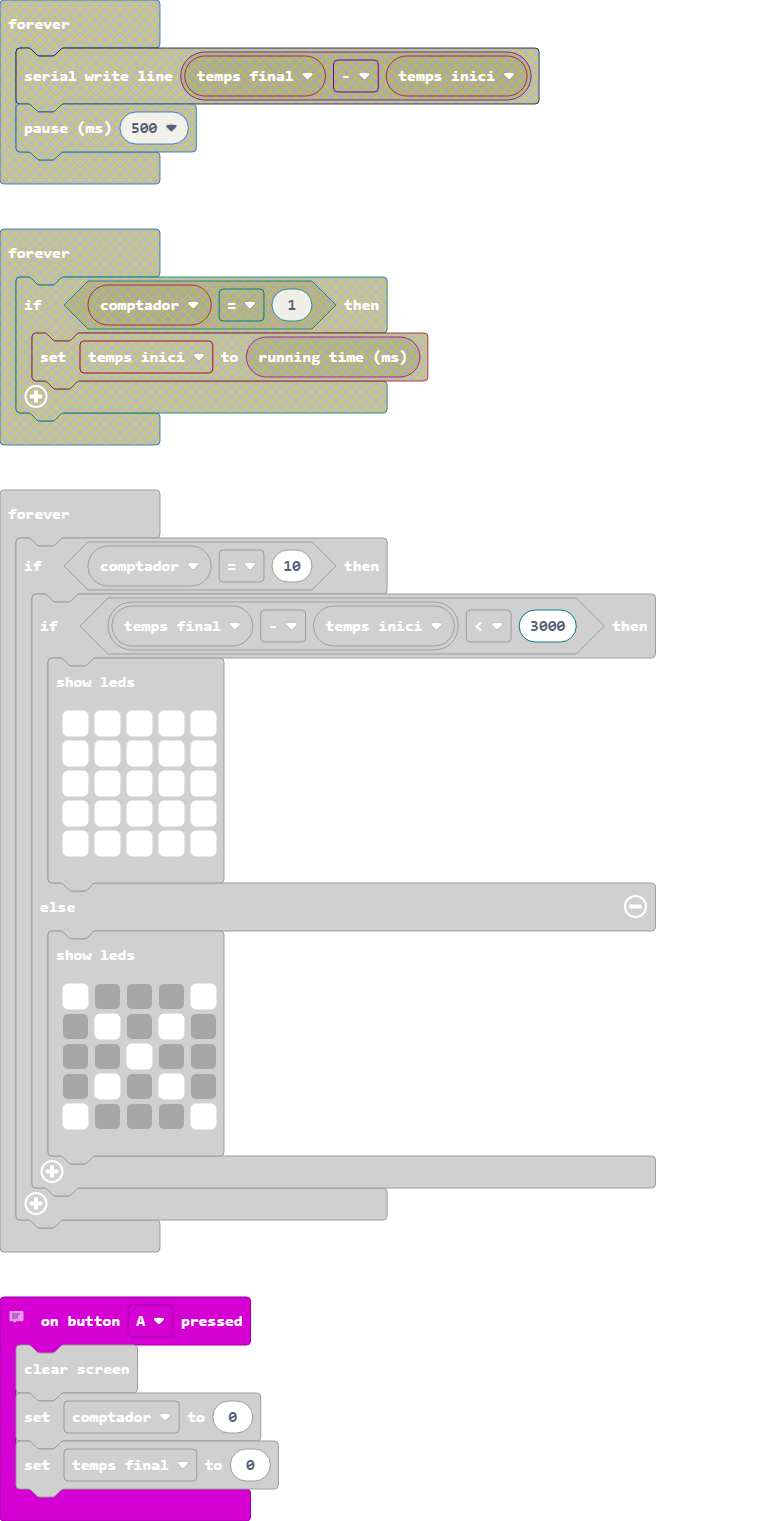 forever
serial write line temps final - temps inici
pause (ms) 500
forever
if comptador = 1 then
set temps inici to running time (ms)
forever
if comptador = 10 then
if temps final - temps inici < 3000 then
show leds
else
show leds
on button A pressed
clear screen
set comptador to 0
set temps final to 0